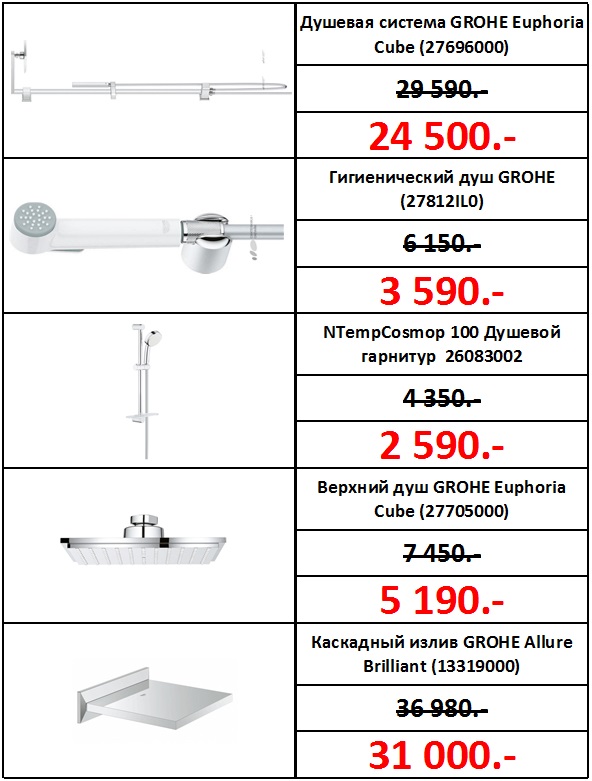 Душевая система GROHE Euphoria
Cube (27696000)
29 590.-
24 500.-
Гигиенический душ GROHE
(27812IL0)
6 150.-
3 590.-
NTempCosmop 100 Душевой
гарнитур 26083002
4 350.-
2 590.-
Верхний душ GROHE Euphoria
Cube (27705000)
7 450.-
5 190.-
Каскадный излив GROHE Allure
Brilliant (13319000)
36 980.-
31 000.-